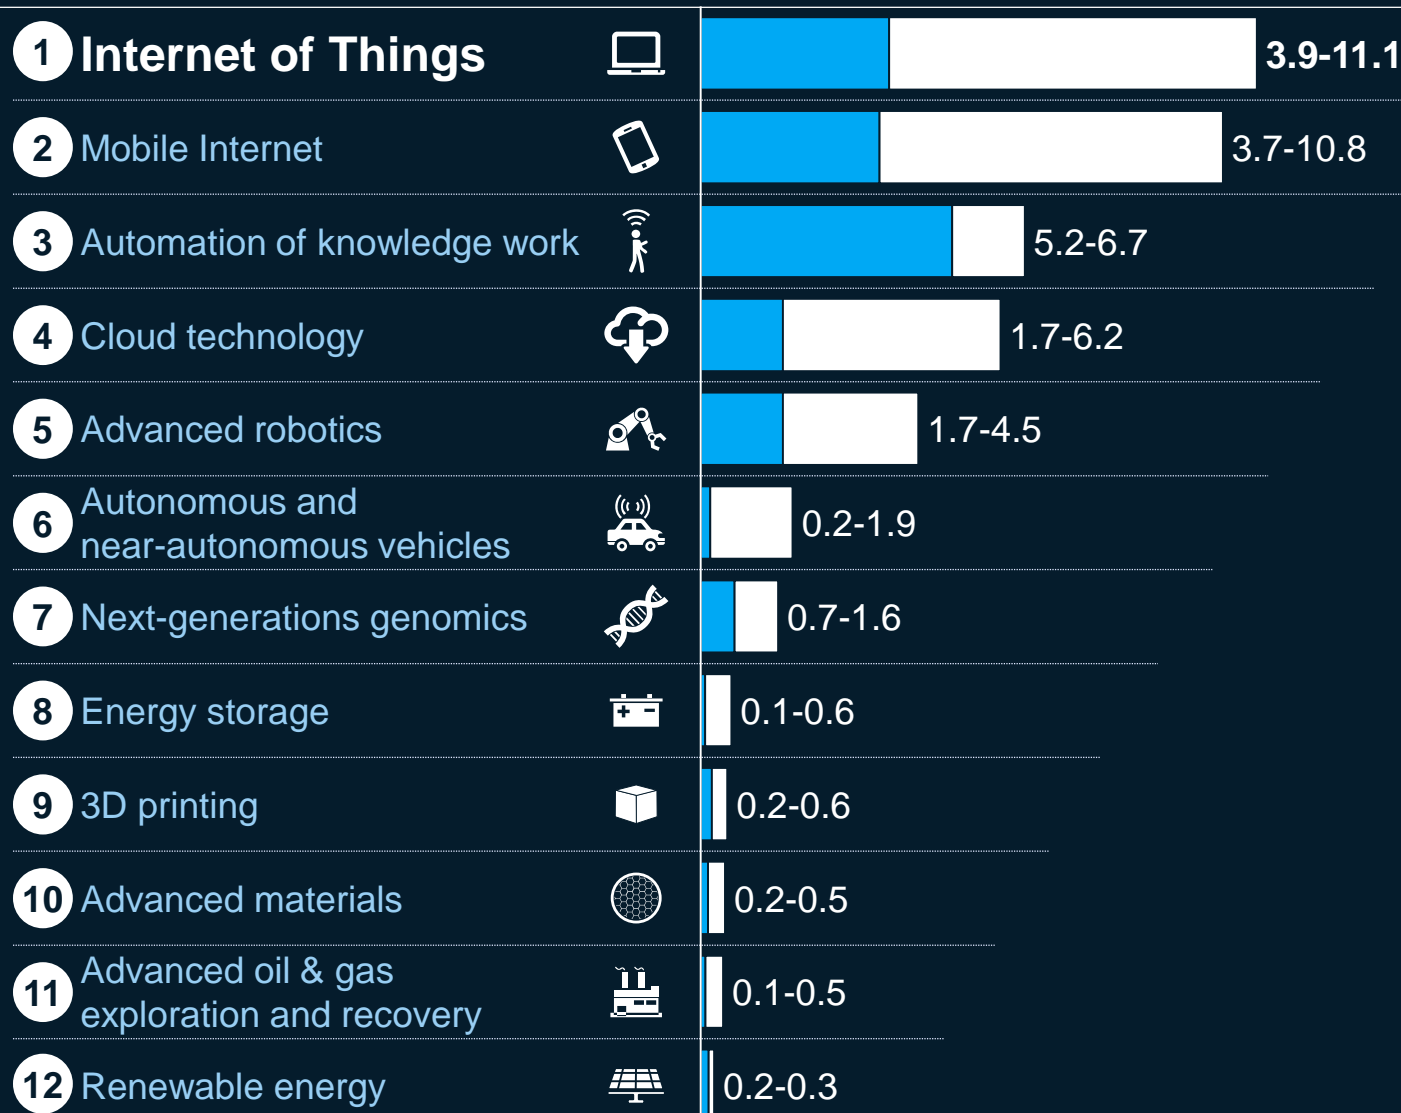 1 Internet of Things 3.9-11.1
2 Mobile Internet 3.7-10.8
3 Automation of knowledge work 5.2-6.7
4 Cloud technology 1.7-6.2
5 Advanced robotics 1.7-4.5
6 Autonomous and
near-autonomous vehicles 0.2-1.9
7 Next-generations genomics 0.7-1.6
8 Energy storage 0.1-0.6
9 3D printing 0.2-0.6
10 Advanced materials 0.2-0.5
11 Advanced oil & gas
exploration and recovery 0.1-0.5
12 Renewable energy 0.2-0.3